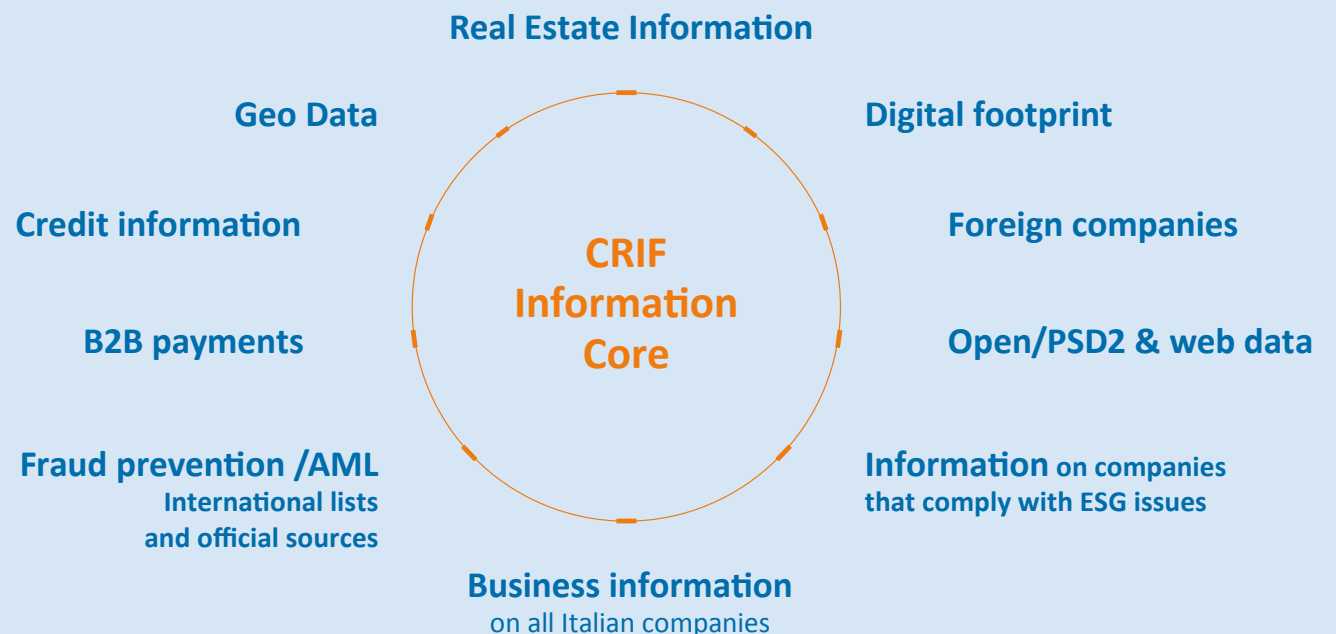 Real Estate Information
Geo Data
Digital footprint
Credit information
Foreign companies
CRIF
Information
Core
B2B payments
Open/PSD2 & web data
Fraud prevention /AML
International lists
and official sources
Information on companies
that comply with ESG issues
Business information
on all Italian companies